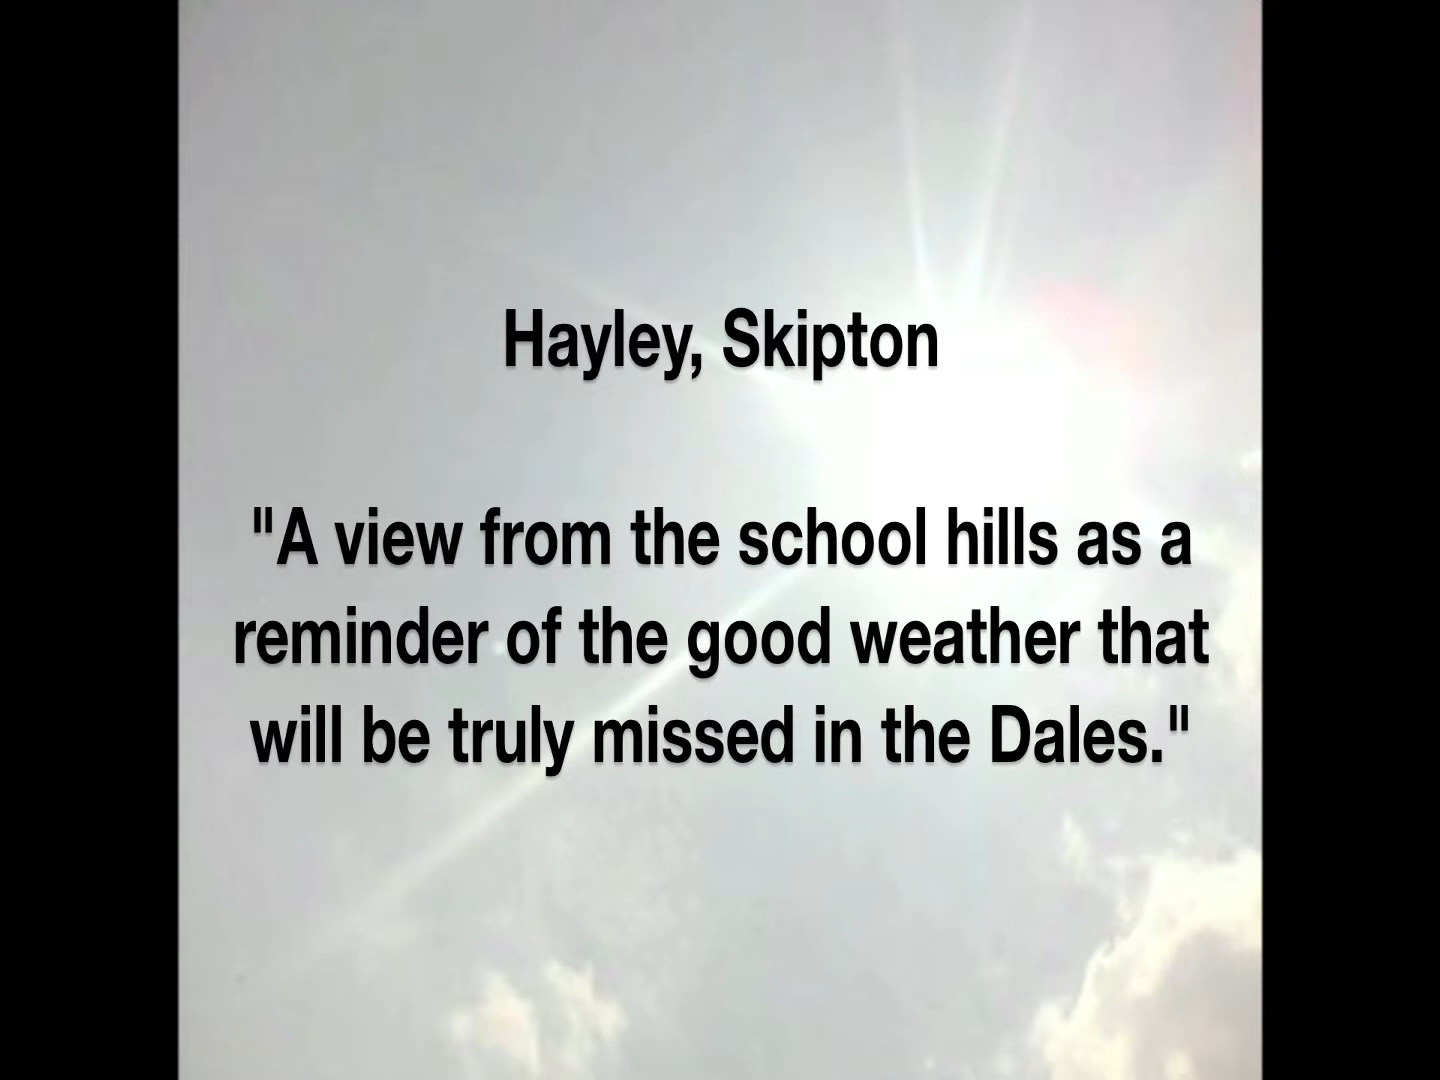 Hayley, Skipton
"A view from the school hills as a
reminder of the good weather that
will be truly missed in the Dales."